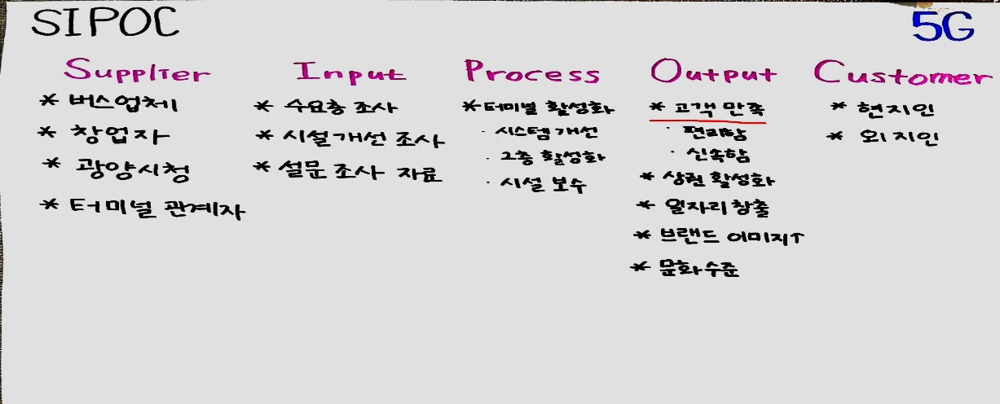 SIPOC
5G
Supplier
* 버스업체
* 창업자
* 광양시청
* 터미널 관계자
Input
* 수요층 조사
* 시설개선 조사
* 설문조사 자료
Process
* 터미널 활성화
· 시스템 개선
· 2층 활성화
· 시설 보수
Output
* 고객 만족
· 편리함
· 신속함
* 상권 활성화
* 일자리 창출
* 브랜드 이미지↑
* 문화수준
Customer
* 현지인
* 외지인